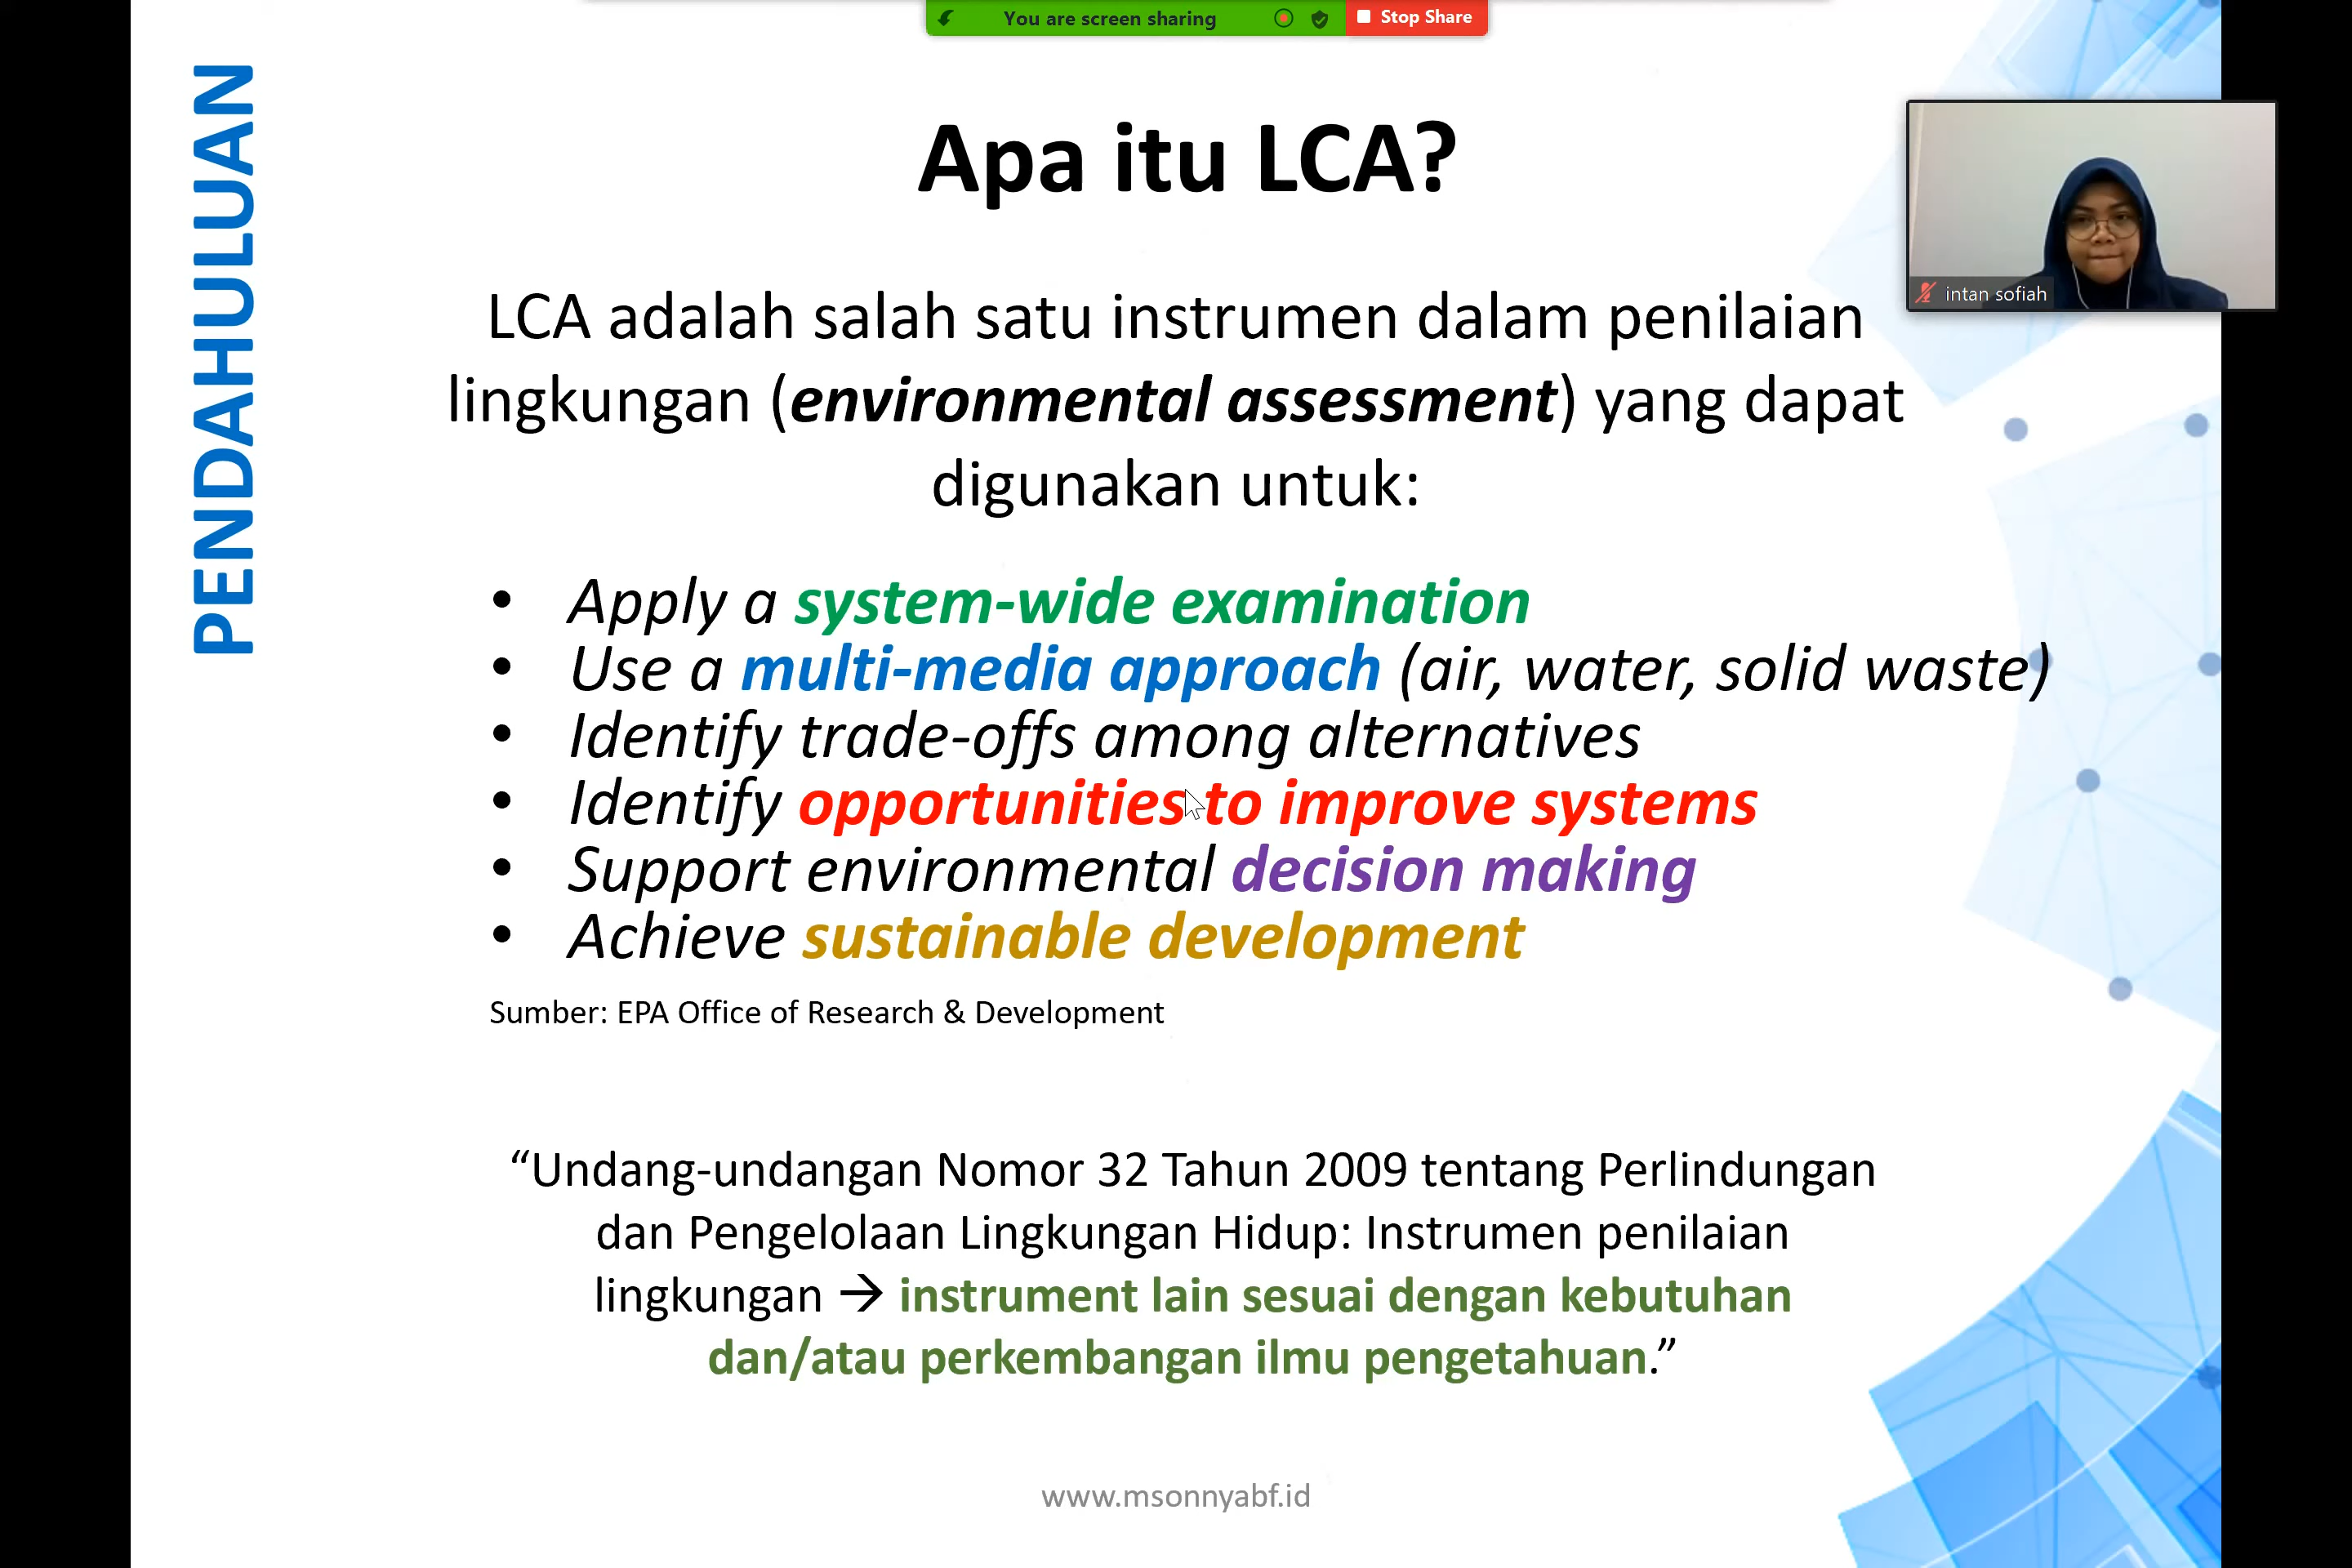 You are screen sharing
Stop Share
PENDAHULUAN
Apa itu LCA?
intan sofiah
LCA adalah salah satu instrumen dalam penilaian
lingkungan (environmental assessment) yang dapat
digunakan untuk:
• Apply a system-wide examination
• Use a multi-media approach (air, water, solid waste)
• Identify trade-offs among alternatives
• Identify opportunities to improve systems
• Support environmental decision making
• Achieve sustainable development
Sumber: EPA Office of Research & Development
“Undang-undangan Nomor 32 Tahun 2009 tentang Perlindungan
dan Pengelolaan Lingkungan Hidup: Instrumen penilaian
lingkungan → instrument lain sesuai dengan kebutuhan
dan/atau perkembangan ilmu pengetahuan.”
www.msonnyabf.id